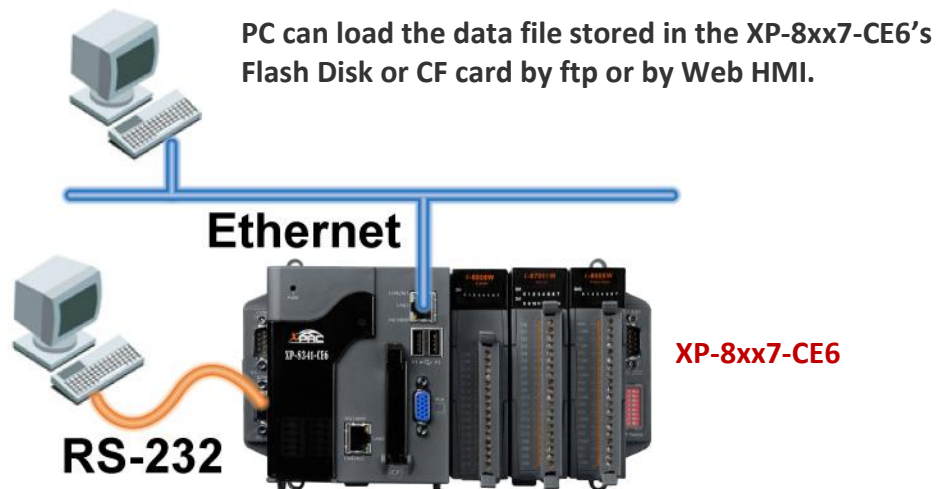 PC can load the data file stored in the XP-8xx7-CE6’s
Flash Disk or CF card by ftp or by Web HMI.
Ethernet
XPAC
XP-8341-CE6
XP-8xx7-CE6
RS-232